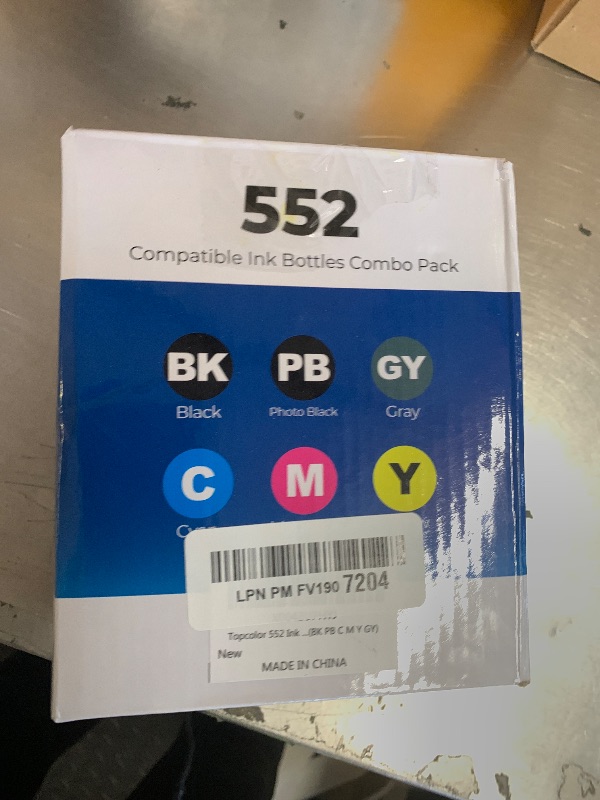 552
Compatible Ink Bottles Combo Pack
BK PB GY
Black Photo Black Gray
C M Y
LPN PM FV190 7204
Topcolor 552 Ink ...(BK PB C M Y GY)
New
MADE IN CHINA